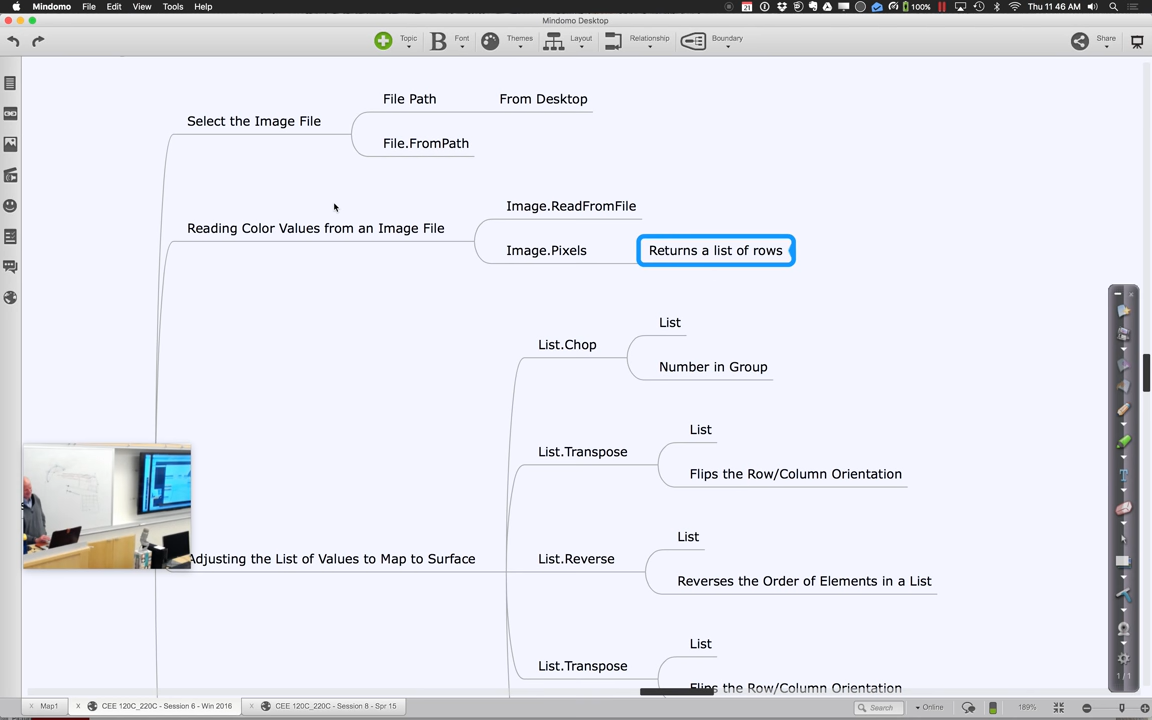 Mindomo File Edit View Tools Help
21 100% Thu 11 46 AM
Mindomo Desktop
Topic Font Themes Layout Relationship Boundary Share
File Path From Desktop
Select the Image File
File.FromPath
Image.ReadFromFile
Reading Color Values from an Image File
Image.Pixels Returns a list of rows
List
List.Chop
Number in Group
List
List.Transpose
Flips the Row/Column Orientation
List
Adjusting the List of Values to Map to Surface List.Reverse
Reverses the Order of Elements in a List
List
List.Transpose
Flips the Row/Column Orientation
1 / 1
Map1 CEE 120C_220C - Session 6 - Win 2016 CEE 120C_220C - Session 8 - Spr 15 Search Online 189%